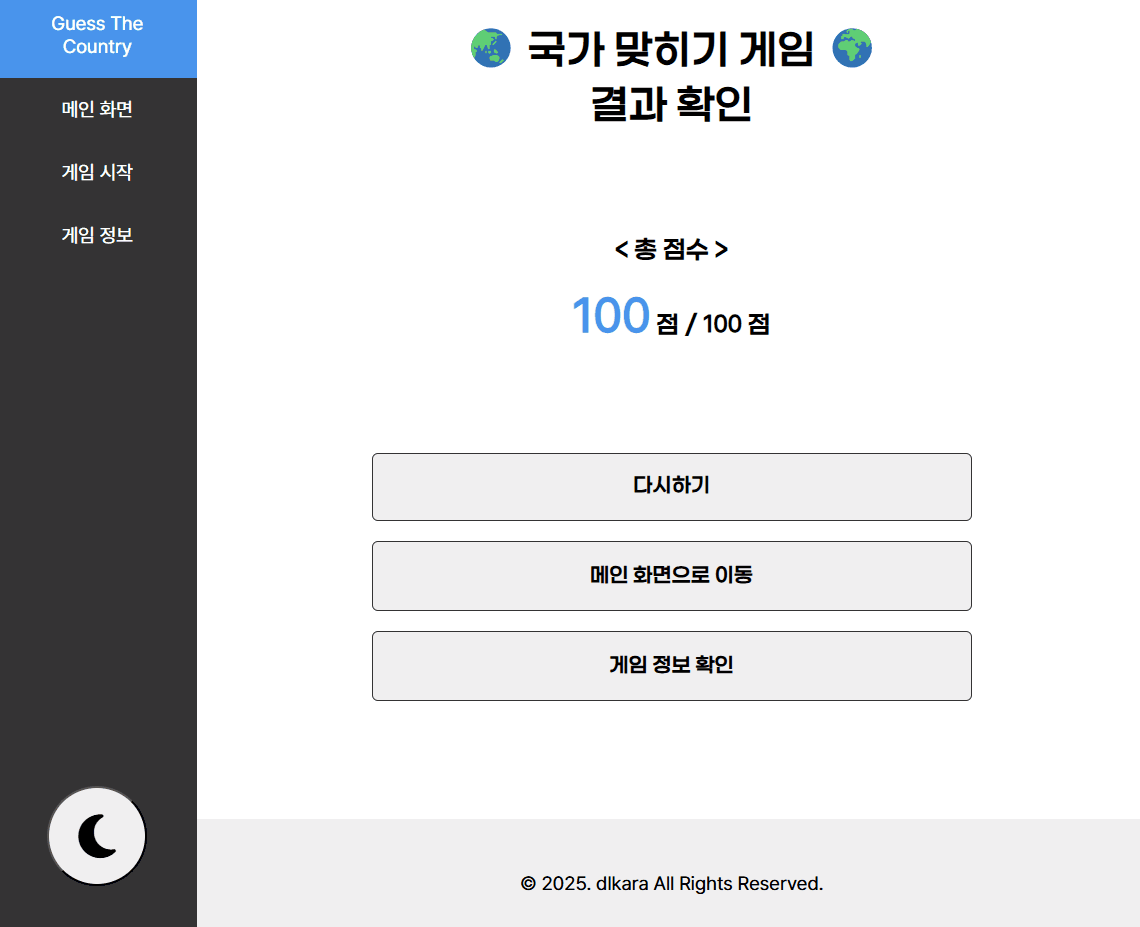 Guess The
Country
메인 화면
게임 시작
게임 정보
국가 맞히기 게임
결과 확인
< 총 점수 >
100 점 / 100 점
다시하기
메인 화면으로 이동
게임 정보 확인
© 2025. dlkara All Rights Reserved.